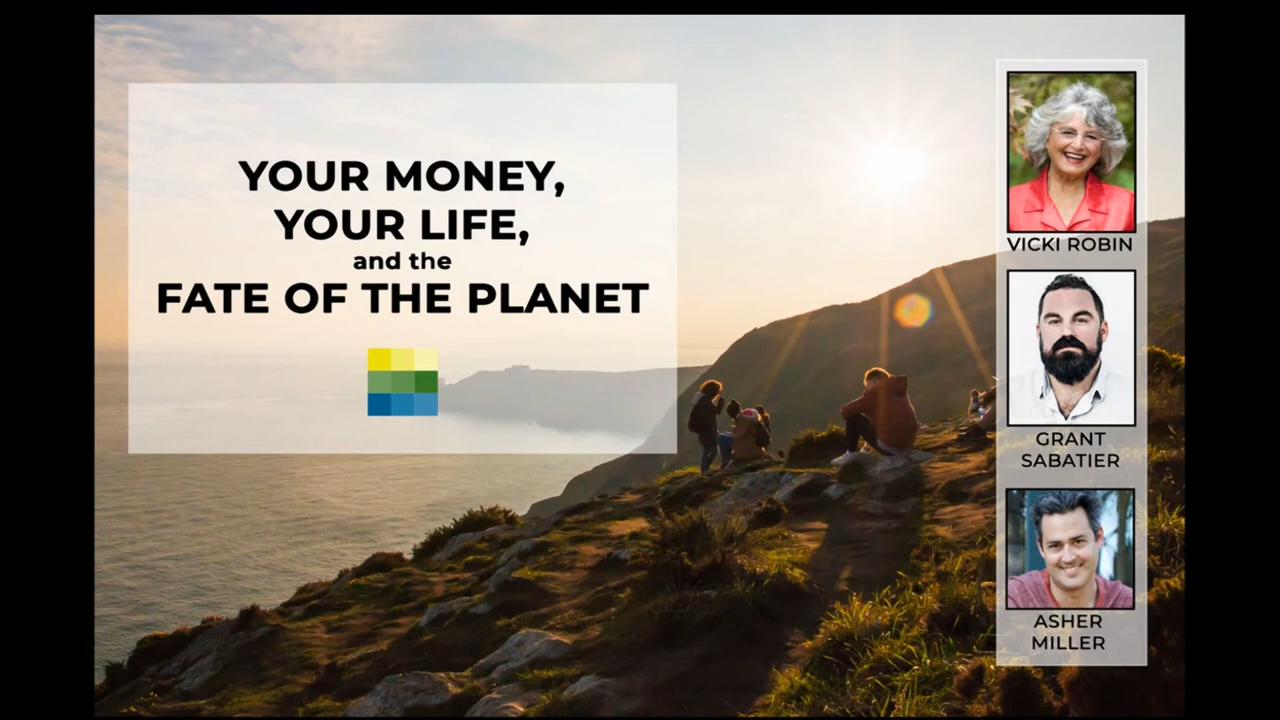 YOUR MONEY,
YOUR LIFE,
and the
FATE OF THE PLANET
VICKI ROBIN
GRANT
SABATIER
ASHER
MILLER